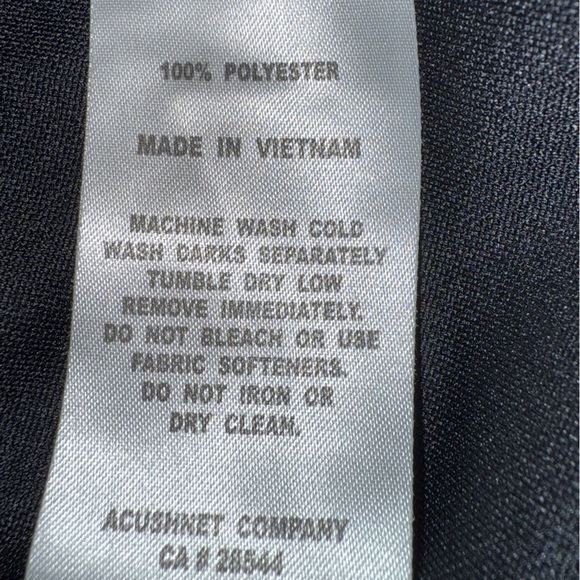 100% POLYESTER
MADE IN VIETNAM
MACHINE WASH COLD
WASH DARKS SEPARATELY
TUMBLE DRY LOW
REMOVE IMMEDIATELY.
DO NOT BLEACH OR USE
FABRIC SOFTENERS.
DO NOT IRON OR
DRY CLEAN.
ACUSHNET COMPANY
CA # 28544